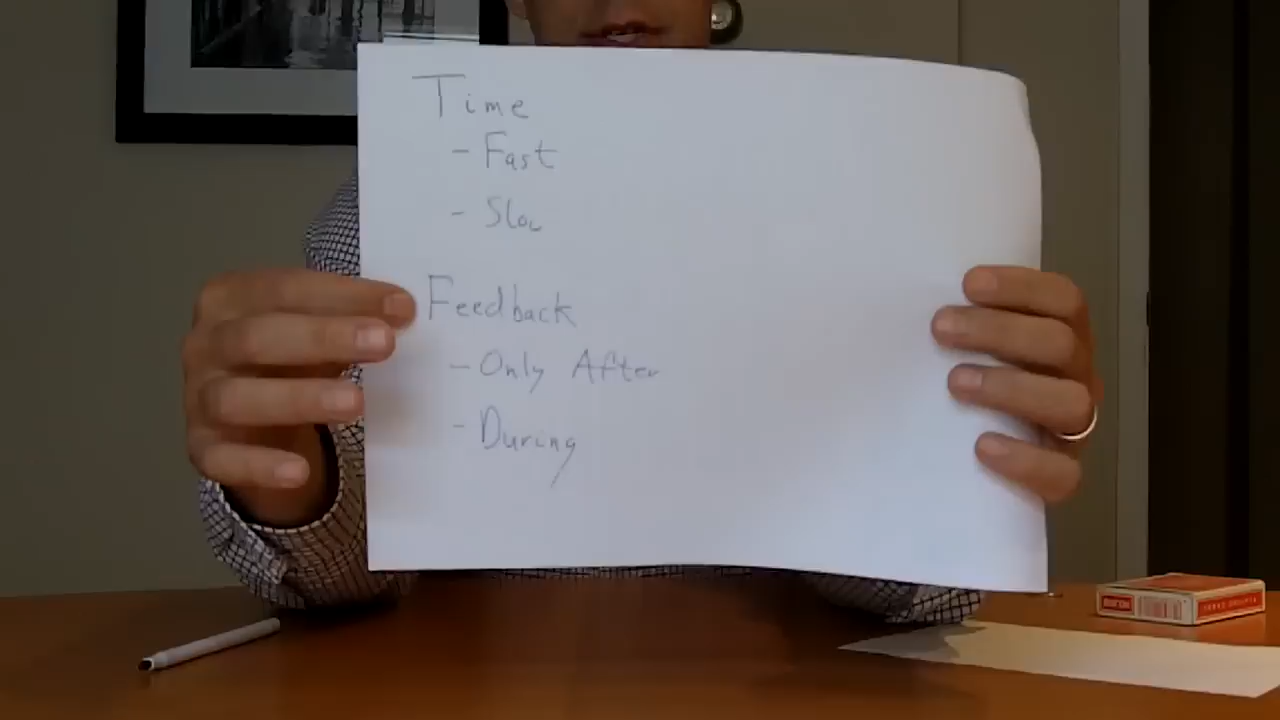 Time
- Fast
- Slow
Feedback
- Only After
- During